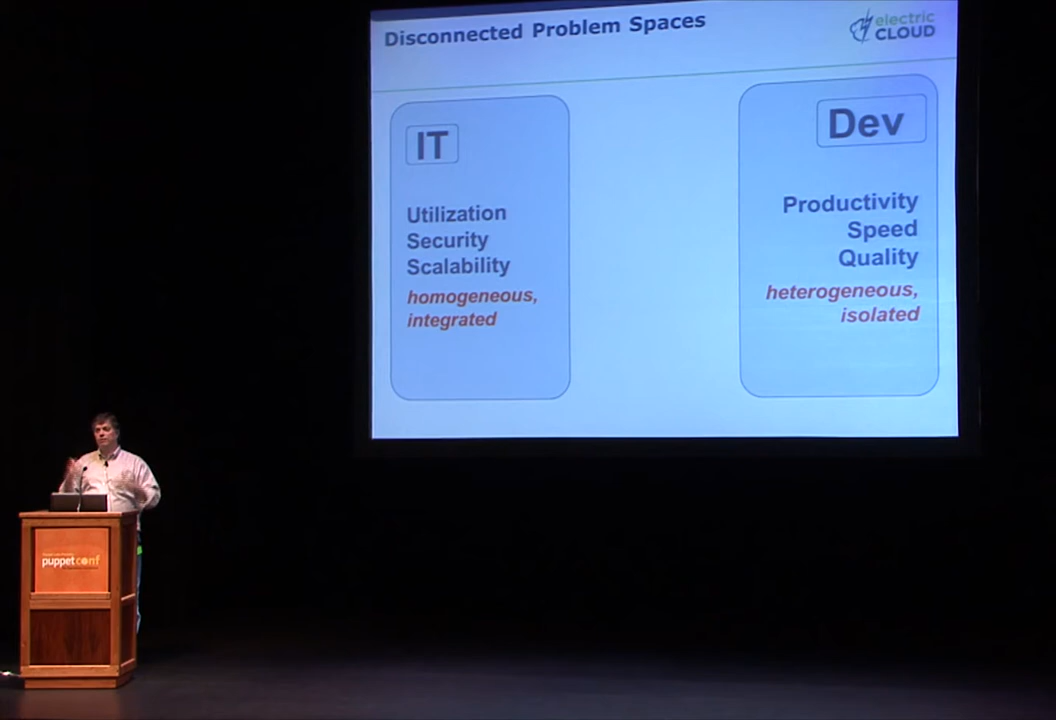 Disconnected Problem Spaces
electric
CLOUD
IT
Utilization
Security
Scalability
homogeneous,
integrated
Dev
Productivity
Speed
Quality
heterogeneous,
isolated
puppetconf